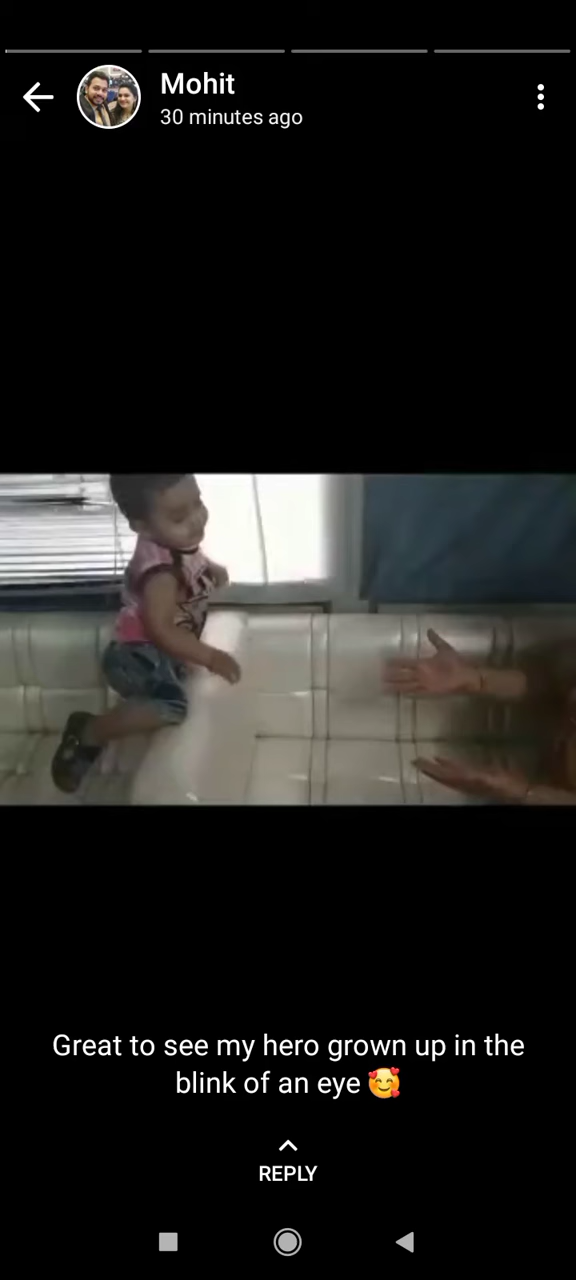 Mohit
30 minutes ago
Great to see my hero grown up in the
blink of an eye 🥰
REPLY